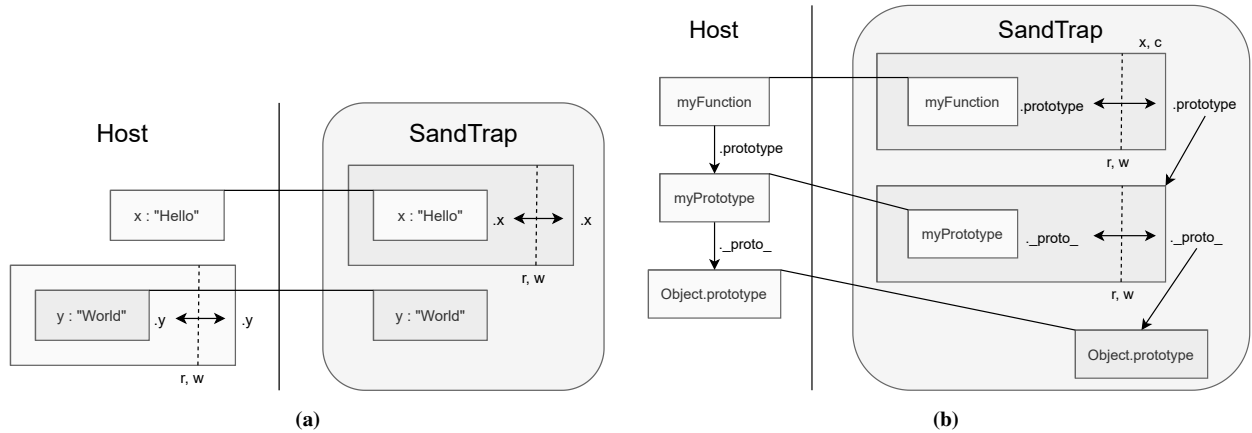 Host
SandTrap
x : "Hello"
x : "Hello"
.x
.x
r, w
y : "World"
.y
.y
y : "World"
r, w
(a)
Host
SandTrap
x, c
myFunction
myFunction
.prototype
.prototype
.prototype
r, w
myPrototype
myPrototype
._proto_
._proto_
._proto_
r, w
Object.prototype
Object.prototype
(b)